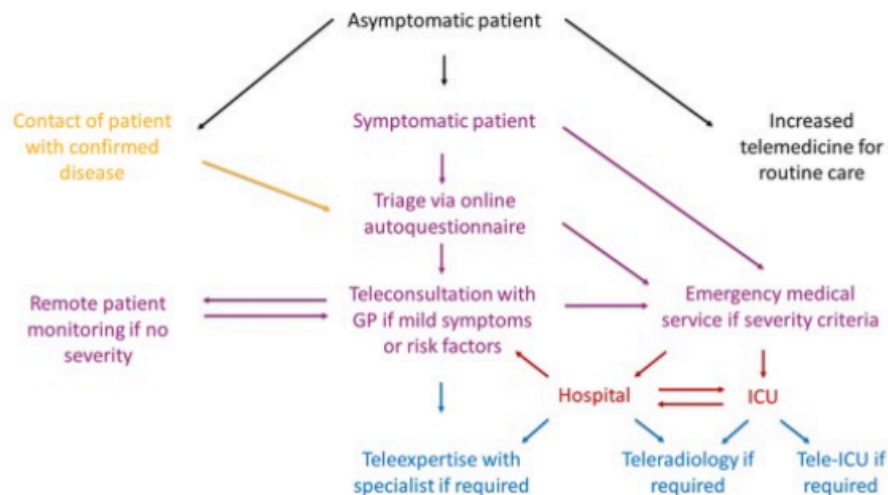 Asymptomatic patient
Contact of patient
with confirmed
disease
Symptomatic patient
Increased
telemedicine for
routine care
Triage via online
autoquestionnaire
Remote patient
monitoring if no
severity
Teleconsultation with
GP if mild symptoms
or risk factors
Emergency medical
service if severity criteria
Hospital
ICU
Teleexpertise with
specialist if required
Teleradiology if
required
Tele-ICU if
required